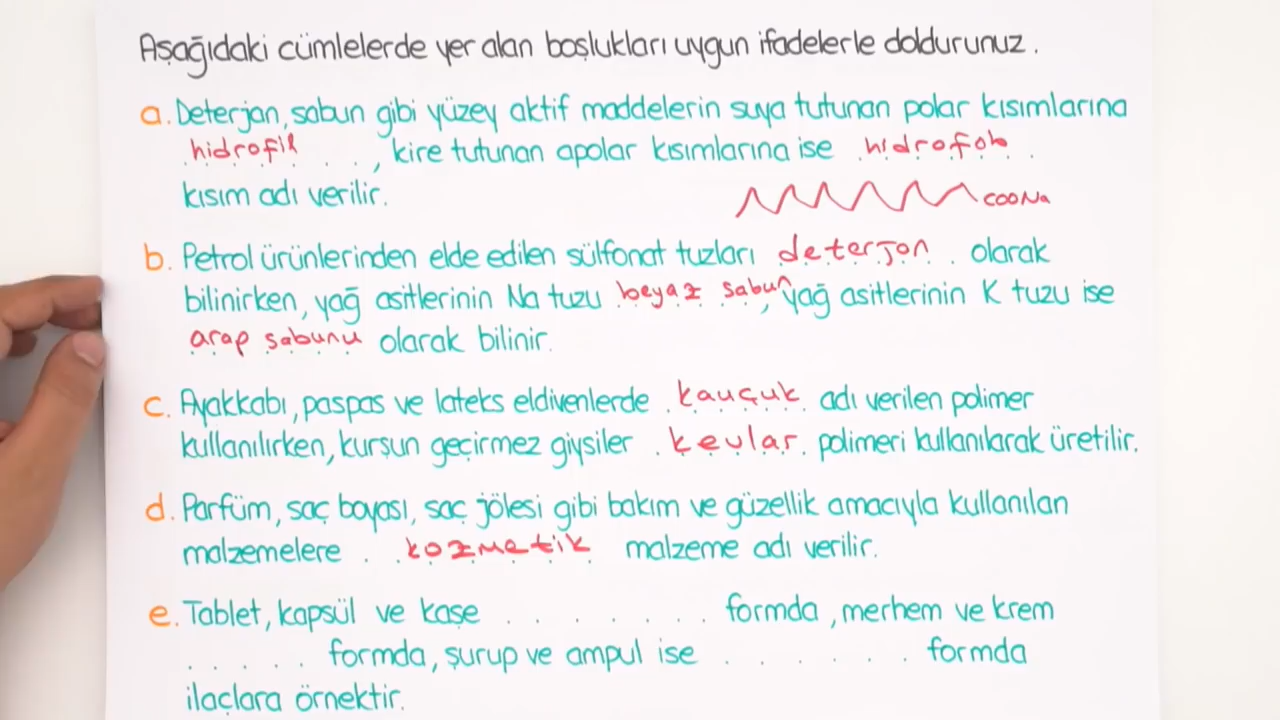 Aşağıdaki cümlelerde yer alan boşlukları uygun ifadelerle doldurunuz.
a. Deterjan, sabun gibi yüzey aktif maddelerin suya tutunan polar kısımlarına
hidrofil . . , kire tutunan apolar kısımlarına ise hidrofob .
kısım adı verilir.
COONa
b. Petrol ürünlerinden elde edilen sülfonat tuzları deterjan . olarak
bilinirken, yağ asitlerinin Na tuzu beyaz sabun, yağ asitlerinin K tuzu ise
arap sabunu olarak bilinir.
c. Ayakkabı, paspas ve lateks eldivenlerde . kauçuk . adı verilen polimer
kullanılırken, kurşun geçirmez giysiler . kevlar . polimeri kullanılarak üretilir.
d. Parfüm, saç boyası, saç jölesi gibi bakım ve güzellik amacıyla kullanılan
malzemelere . kozmetik malzeme adı verilir.
e. Tablet, kapsül ve kaşe . . . . . . . formda, merhem ve krem
. . . . . formda, şurup ve ampul ise . . . . . . formda
ilaçlara örnektir.